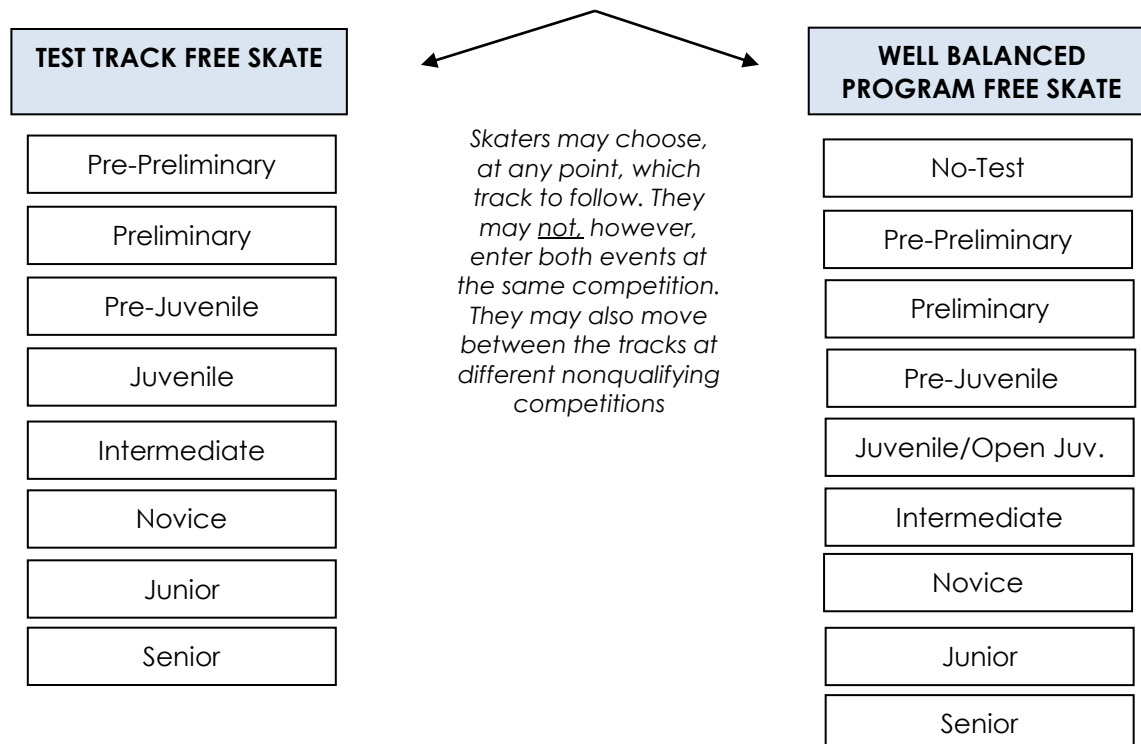 TEST TRACK FREE SKATE
Pre-Preliminary
Preliminary
Pre-Juvenile
Juvenile
Intermediate
Novice
Junior
Senior
Skaters may choose,
at any point, which
track to follow. They
may not, however,
enter both events at
the same competition.
They may also move
between the tracks at
different nonqualifying
competitions
WELL BALANCED
PROGRAM FREE SKATE
No-Test
Pre-Preliminary
Preliminary
Pre-Juvenile
Juvenile/Open Juv.
Intermediate
Novice
Junior
Senior